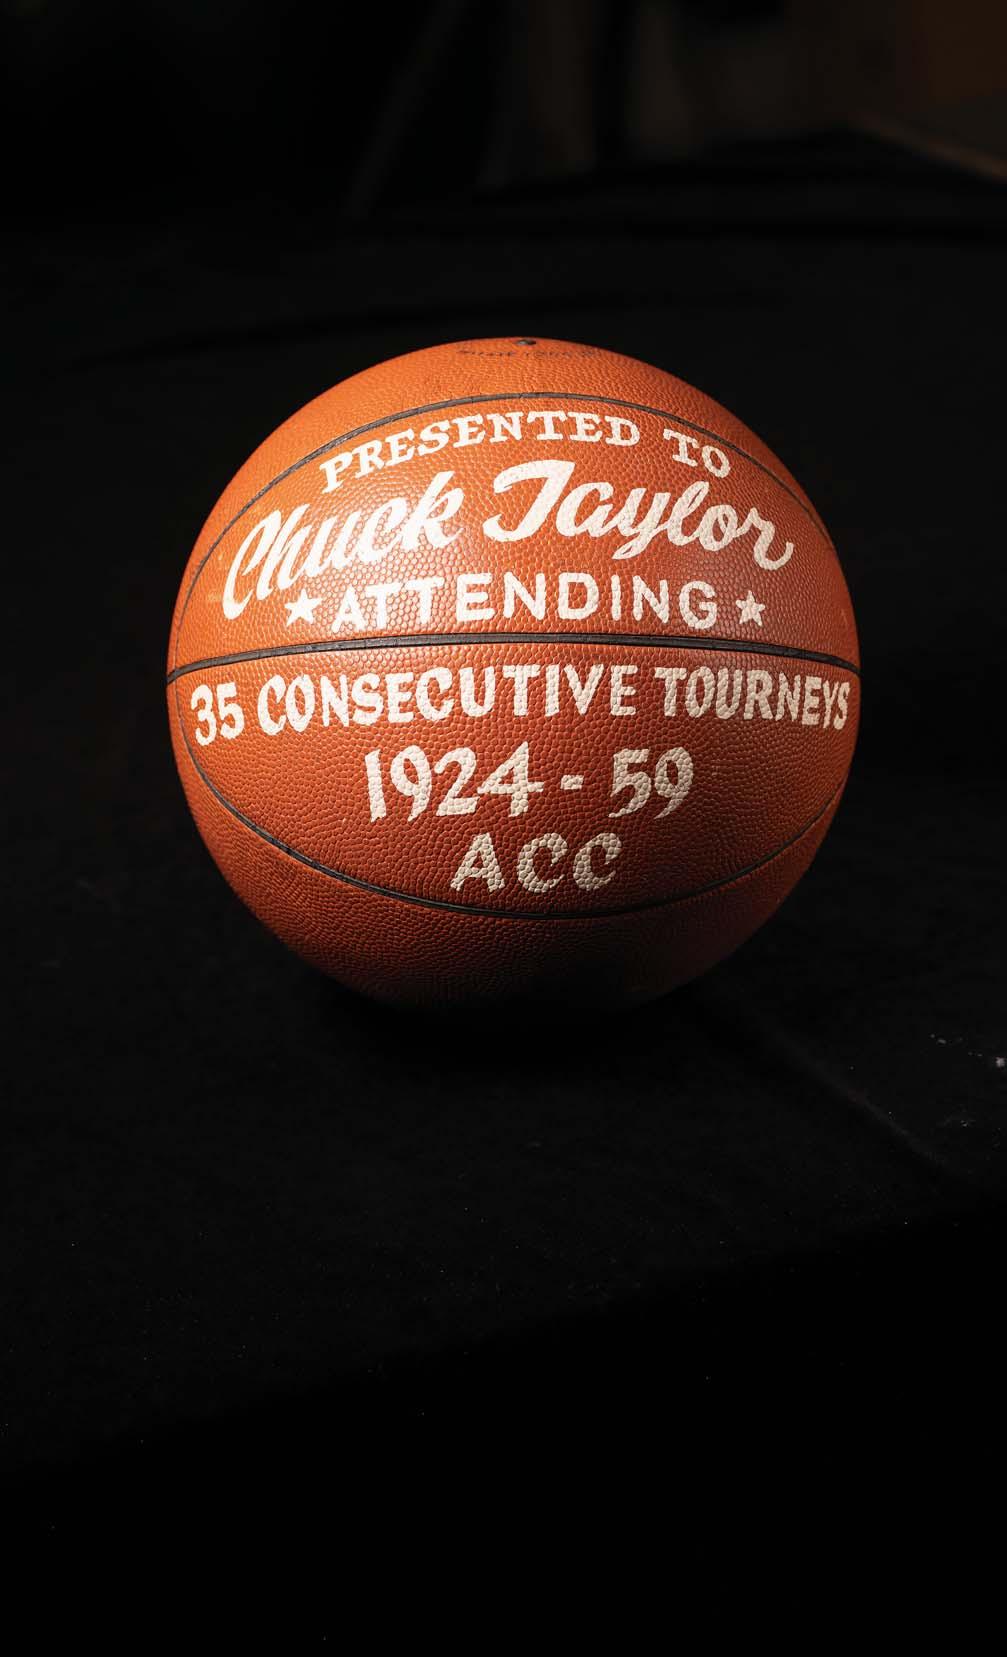 PRESENTED TO
Chuck Taylor
★ATTENDING★
35 CONSECUTIVE TOURNEYS
1924-59
ACC